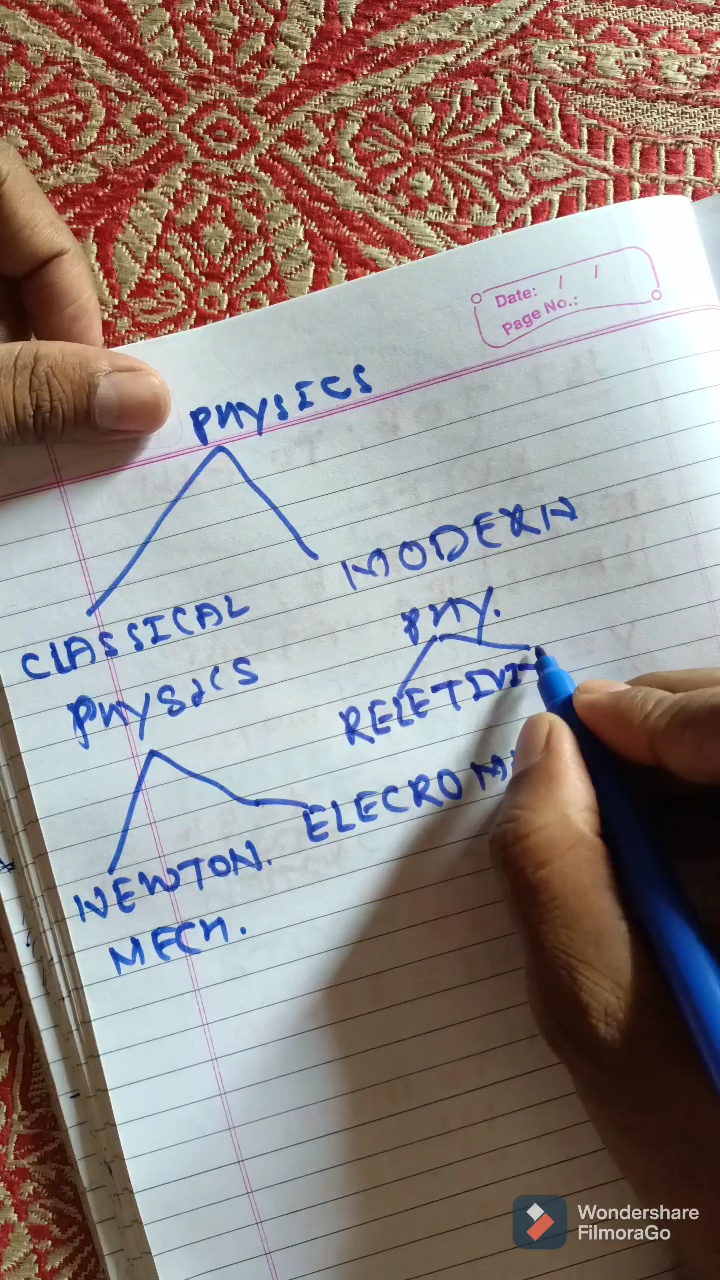 Date: / /
Page No.:
PHYSICS
MODERN
PHY.
CLASSICAL
PHYSICS
RELETIVI
ELECROM
NEWTON.
MECH.
Wondershare
FilmoraGo